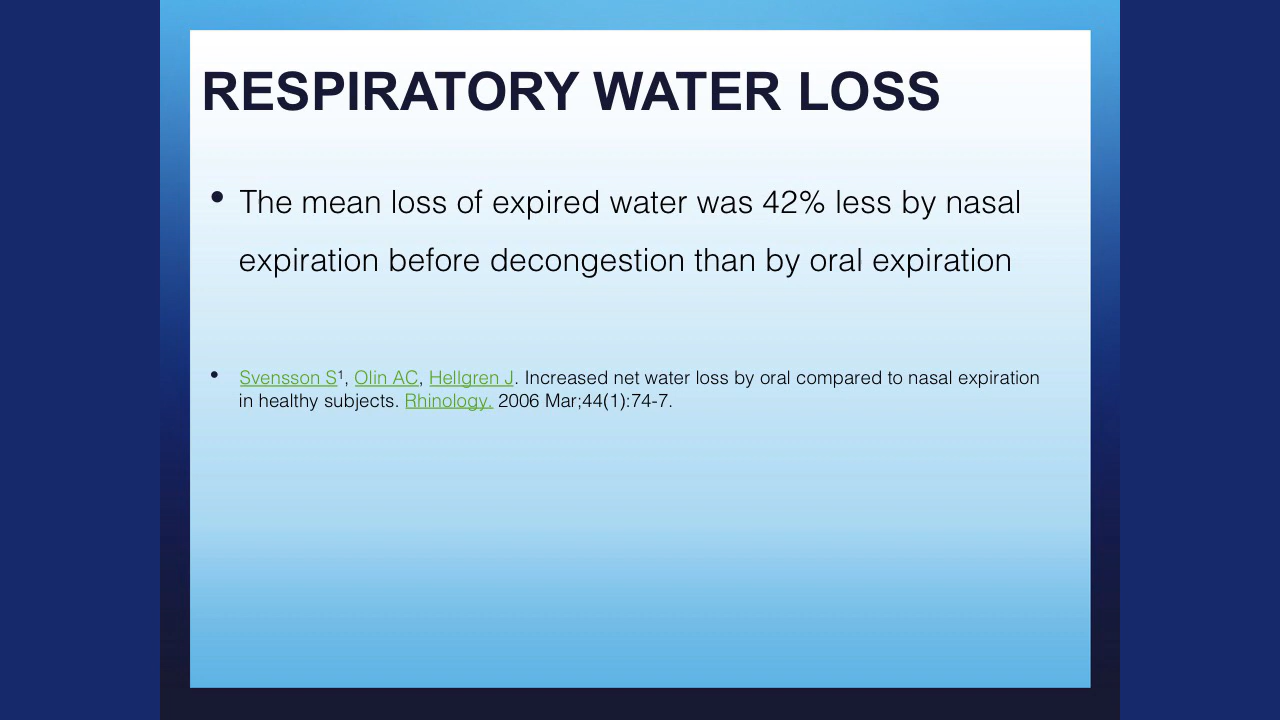 RESPIRATORY WATER LOSS
• The mean loss of expired water was 42% less by nasal
expiration before decongestion than by oral expiration
• Svensson S¹, Olin AC, Hellgren J. Increased net water loss by oral compared to nasal expiration
in healthy subjects. Rhinology. 2006 Mar;44(1):74-7.